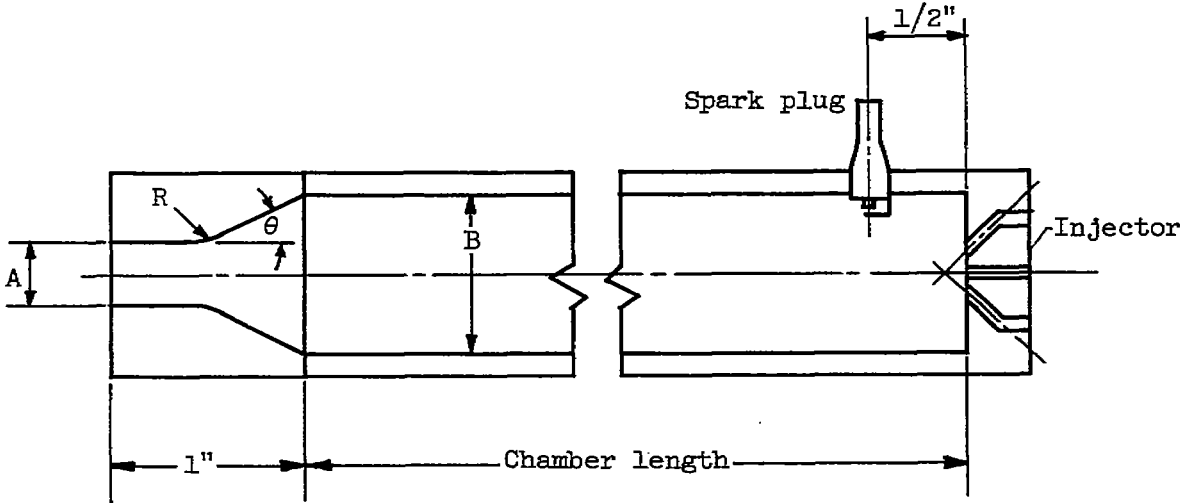 1/2"
Spark plug
R
θ
Injector
A
B
1"
Chamber length